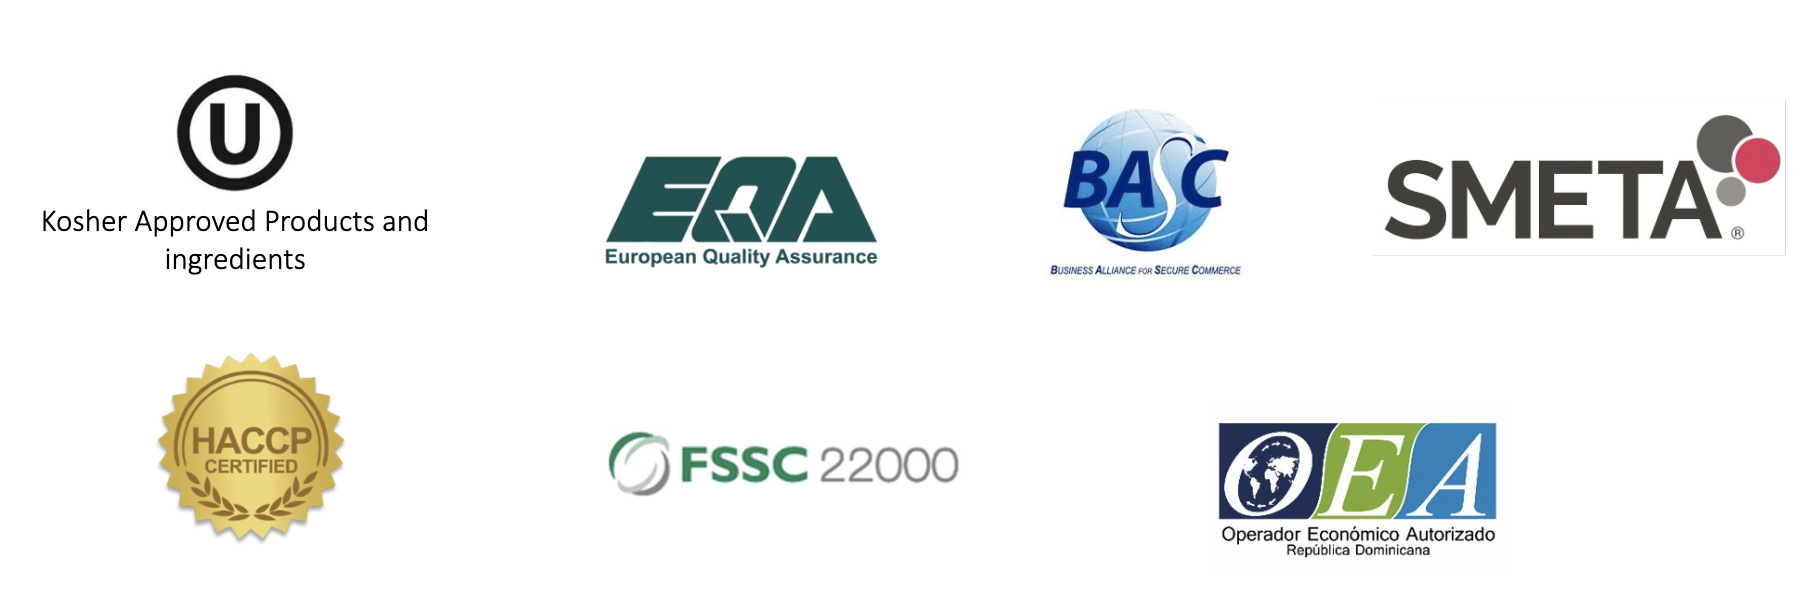 U
Kosher Approved Products and
ingredients
EQA
European Quality Assurance
BASC
BUSINESS ALLIANCE FOR SECURE COMMERCE
SMETA
®
HACCP
CERTIFIED
FSSC 22000
OEA
Operador Económico Autorizado
República Dominicana